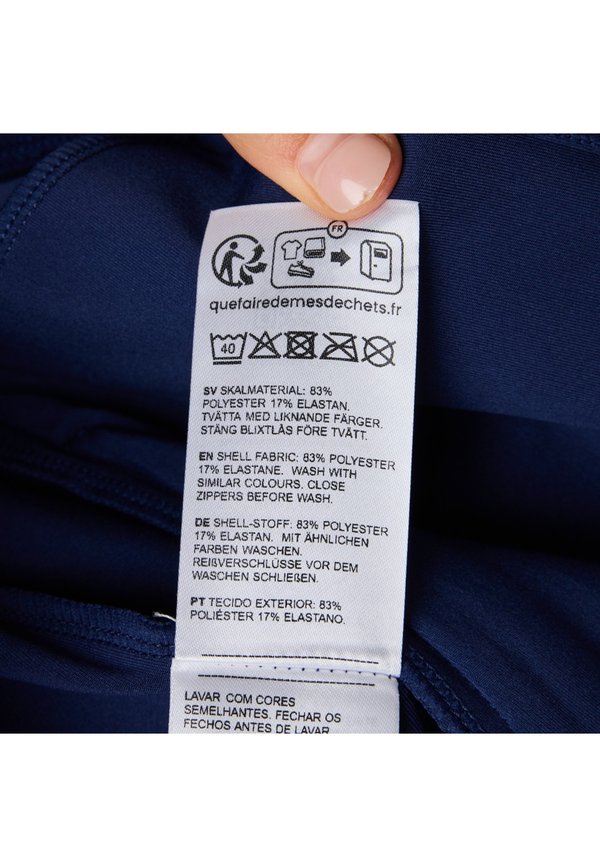 FR
quefairedemesdechets.fr
40
SV SKALMATERIAL: 83%
POLYESTER 17% ELASTAN.
TVÄTTA MED LIKNANDE FÄRGER.
STÄNG BLIXTLÅS FÖRE TVÄTT.
EN SHELL FABRIC: 83% POLYESTER
17% ELASTANE. WASH WITH
SIMILAR COLOURS. CLOSE
ZIPPERS BEFORE WASH.
DE SHELL-STOFF: 83% POLYESTER
17% ELASTAN. MIT ÄHNLICHEN
FARBEN WASCHEN.
REIßVERSCHLÜSSE VOR DEM
WASCHEN SCHLIEßEN.
PT TECIDO EXTERIOR: 83%
POLIÉSTER 17% ELASTANO.
LAVAR COM CORES
SEMELHANTES. FECHAR OS
FECHOS ANTES DE LAVAR